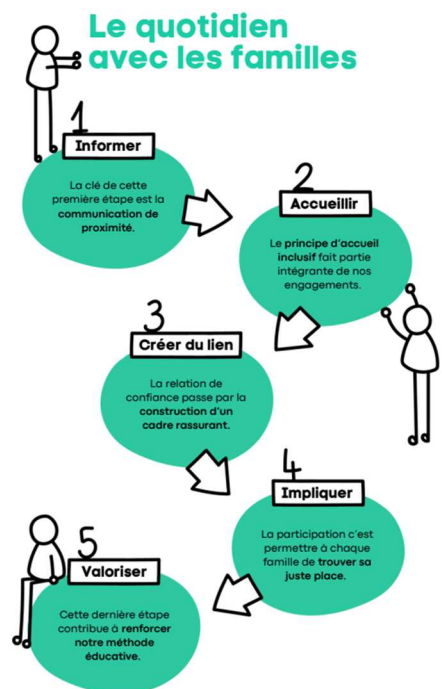 Le quotidien
avec les familles
1
Informer
La clé de cette
première étape est la
communication de
proximité.
2
Accueillir
Le principe d'accueil
inclusif fait partie
intégrante de nos
engagements.
3
Créer du lien
La relation de
confiance passe par la
construction d'un
cadre rassurant.
4
Impliquer
La participation c'est
permettre à chaque
famille de trouver sa
juste place.
5
Valoriser
Cette dernière étape
contribue à renforcer
notre méthode
éducative.